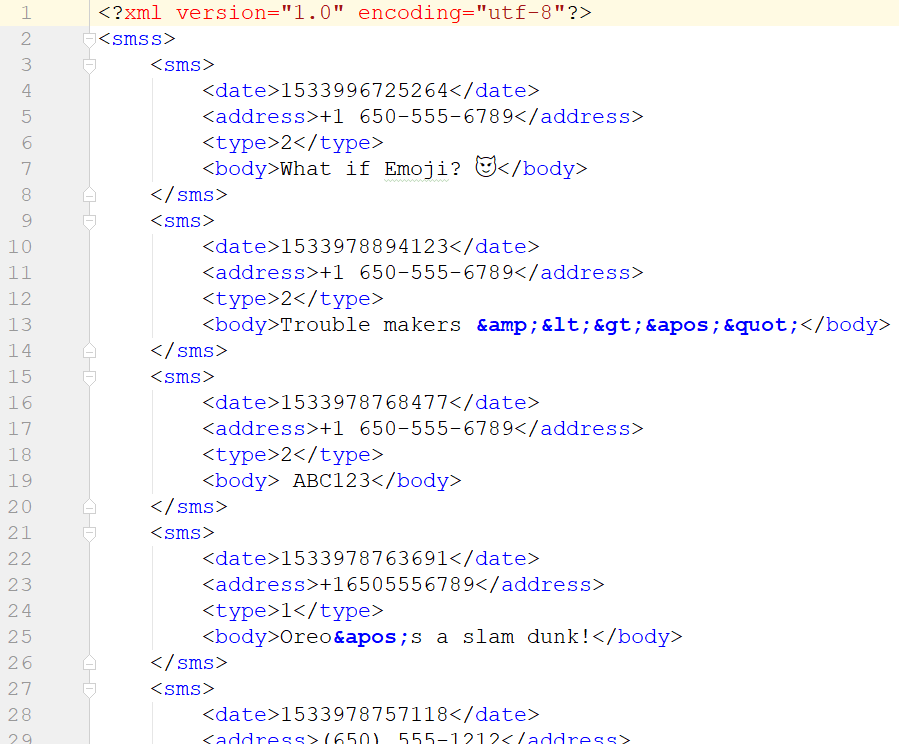 1 <?xml version="1.0" encoding="utf-8"?>
2 <smss>
3 <sms>
4 <date>1533996725264</date>
5 <address>+1 650-555-6789</address>
6 <type>2</type>
7 <body>What if Emoji? 😈</body>
8 </sms>
9 <sms>
10 <date>1533978894123</date>
11 <address>+1 650-555-6789</address>
12 <type>2</type>
13 <body>Trouble makers &amp;&lt;&gt;&apos;&quot;</body>
14 </sms>
15 <sms>
16 <date>1533978768477</date>
17 <address>+1 650-555-6789</address>
18 <type>2</type>
19 <body> ABC123</body>
20 </sms>
21 <sms>
22 <date>1533978763691</date>
23 <address>+16505556789</address>
24 <type>1</type>
25 <body>Oreo&apos;s a slam dunk!</body>
26 </sms>
27 <sms>
28 <date>1533978757118</date>
29 <address>(650) 555-1212</address>